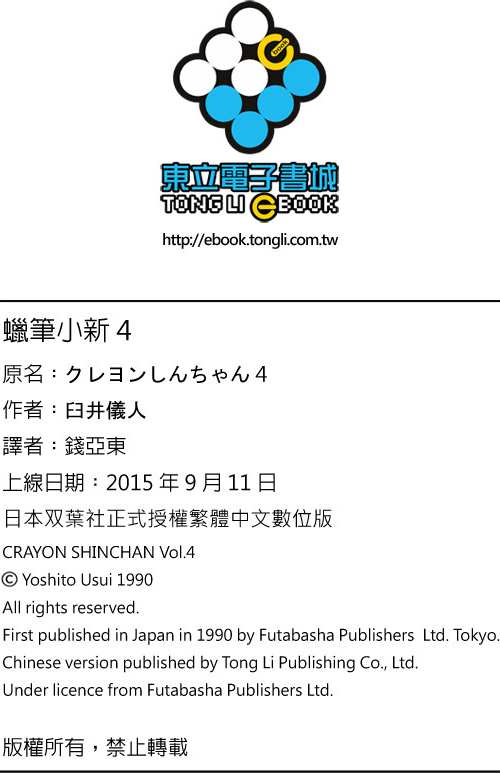 東立電子書城
TONG LI eBOOK
http://ebook.tongli.com.tw
蠟筆小新 4
原名：クレヨンしんちゃん 4
作者：臼井儀人
譯者：錢亞東
上線日期：2015 年 9 月 11 日
日本双葉社正式授權繁體中文數位版
CRAYON SHINCHAN Vol.4
© Yoshito Usui 1990
All rights reserved.
First published in Japan in 1990 by Futabasha Publishers Ltd. Tokyo.
Chinese version published by Tong Li Publishing Co., Ltd.
Under licence from Futabasha Publishers Ltd.
版權所有，禁止轉載